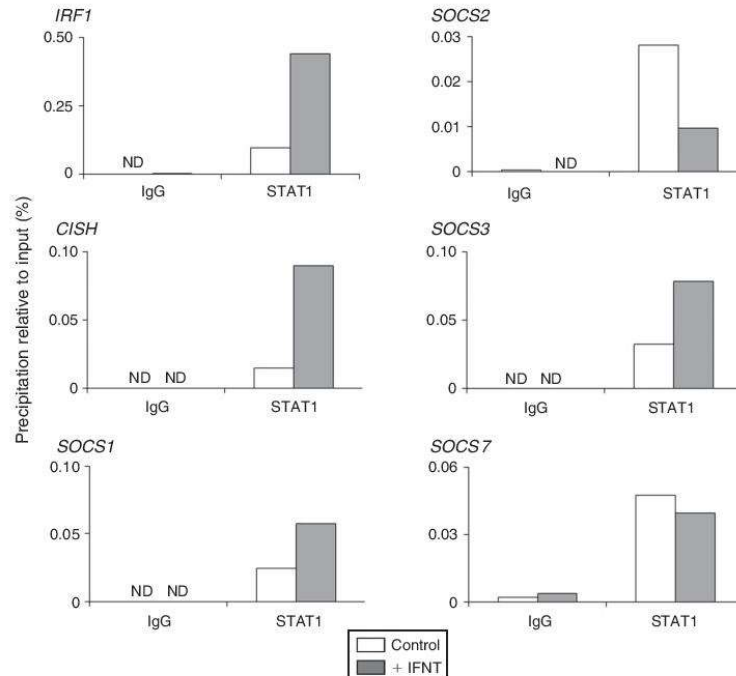 IRF1
0.50
0.25
0
ND
IgG
STAT1
SOCS2
0.03
0.02
0.01
0
ND
IgG
STAT1
Precipitation relative to input (%)
CISH
0.10
0.05
0
ND ND
IgG
STAT1
SOCS3
0.10
0.05
0
ND ND
IgG
STAT1
SOCS1
0.10
0.05
0
ND ND
IgG
STAT1
SOCS7
0.06
0.03
0
IgG
STAT1
Control
+ IFNT